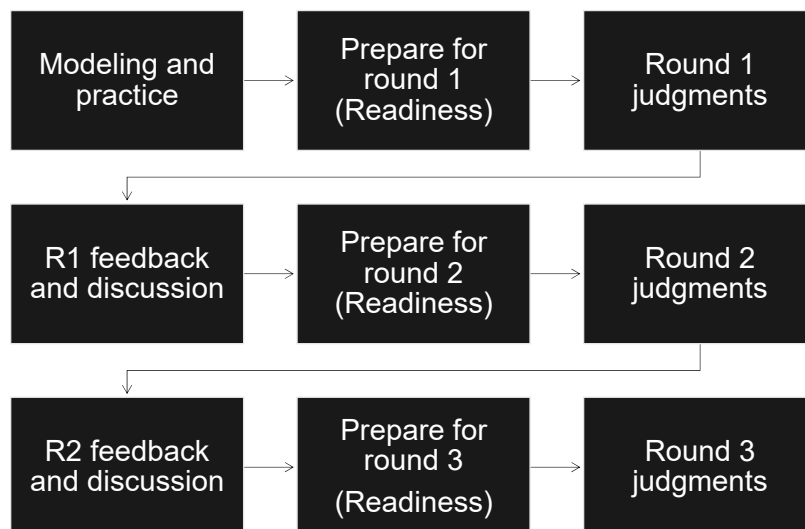 Modeling and
practice
Prepare for
round 1
(Readiness)
Round 1
judgments
R1 feedback
and discussion
Prepare for
round 2
(Readiness)
Round 2
judgments
R2 feedback
and discussion
Prepare for
round 3
(Readiness)
Round 3
judgments